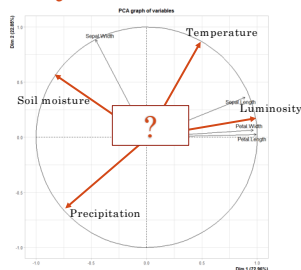 PCA graph of variables
Dim 2 (22.85%)
1.0
0.5
0.0
-0.5
-1.0
Sepal.Width
Temperature
Soil moisture
Sepal.Length
Luminosity
?
Petal.Width
Petal.Length
Precipitation
-1.0
-0.5
0.0
0.5
1.0
Dim 1 (72.96%)